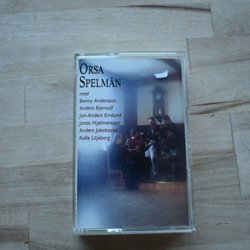 ORSA
SPELMÄN
med
Benny Andersson
Anders Bjernulf
Jan-Anders Ernlund
Jonas Hjalmarsson
Anders Jakobsson
Kalle Liljeberg